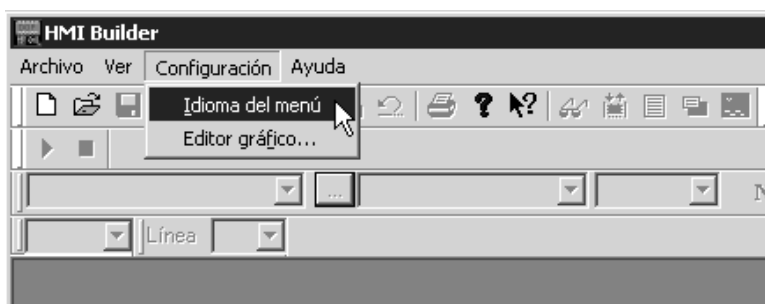 HMI Builder
Archivo Ver Configuración Ayuda
Idioma del menú
Editor gráfico...
...
Línea